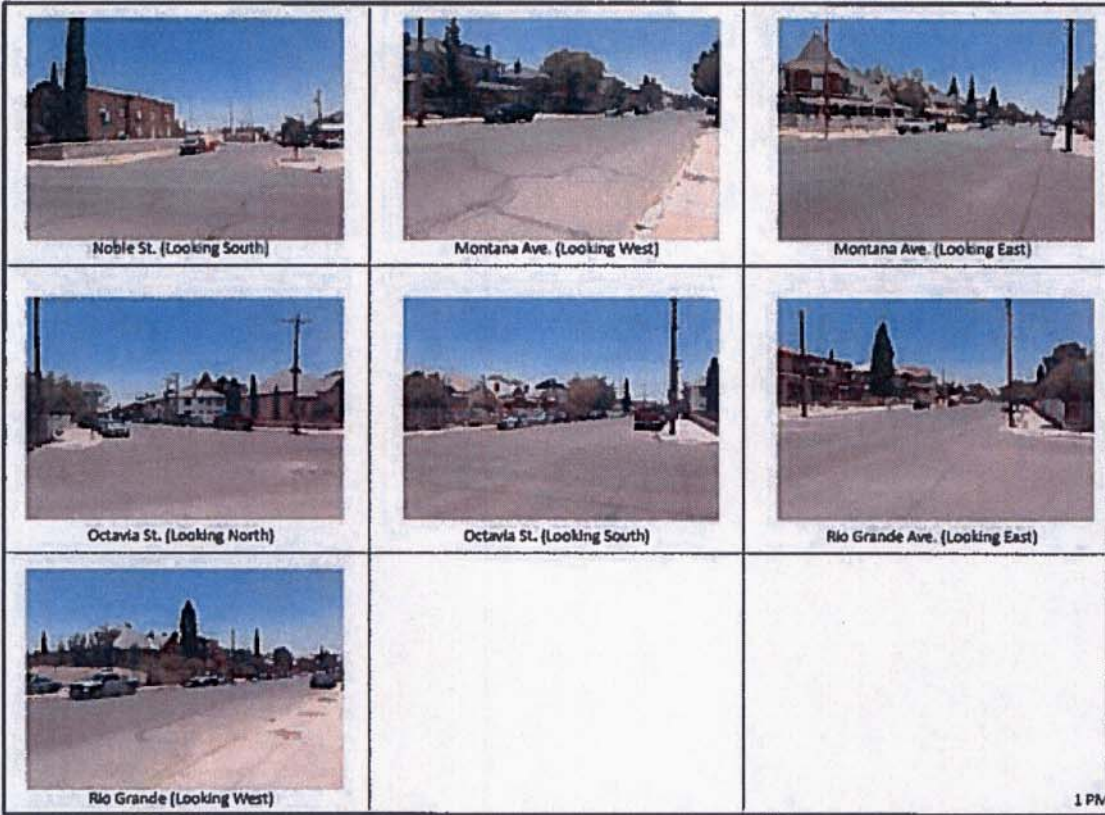 Noble St. (Looking South)
Montana Ave. (Looking West)
Montana Ave. (Looking East)
Octavia St. (Looking North)
Octavia St. (Looking South)
Rio Grande Ave. (Looking East)
Rio Grande (Looking West)
1 PM